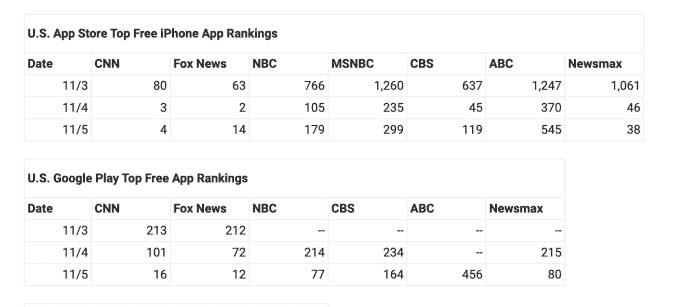 U.S. App Store Top Free iPhone App Rankings
Date CNN Fox News NBC MSNBC CBS ABC Newsmax
11/3 80 63 766 1,260 637 1,247 1,061
11/4 3 2 105 235 45 370 46
11/5 4 14 179 299 119 545 38
U.S. Google Play Top Free App Rankings
Date CNN Fox News NBC CBS ABC Newsmax
11/3 213 212 -- -- -- --
11/4 101 72 214 234 -- 215
11/5 16 12 77 164 456 80